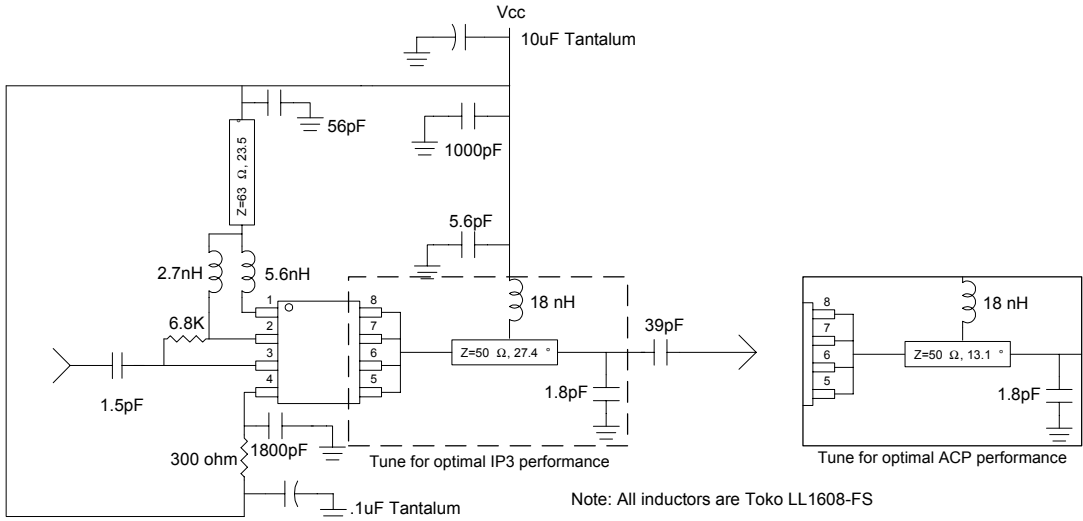 Vcc
10uF Tantalum
56pF
1000pF
Z=63 Ω, 23.5 °
5.6pF
2.7nH
5.6nH
18 nH
18 nH
1
8
8
6.8K
2
7
39pF
7
3
6
Z=50 Ω, 27.4 °
Z=50 Ω, 13.1 °
6
4
5
5
1.5pF
1.8pF
1.8pF
1800pF
300 ohm
Tune for optimal IP3 performance
Tune for optimal ACP performance
.1uF Tantalum
Note: All inductors are Toko LL1608-FS